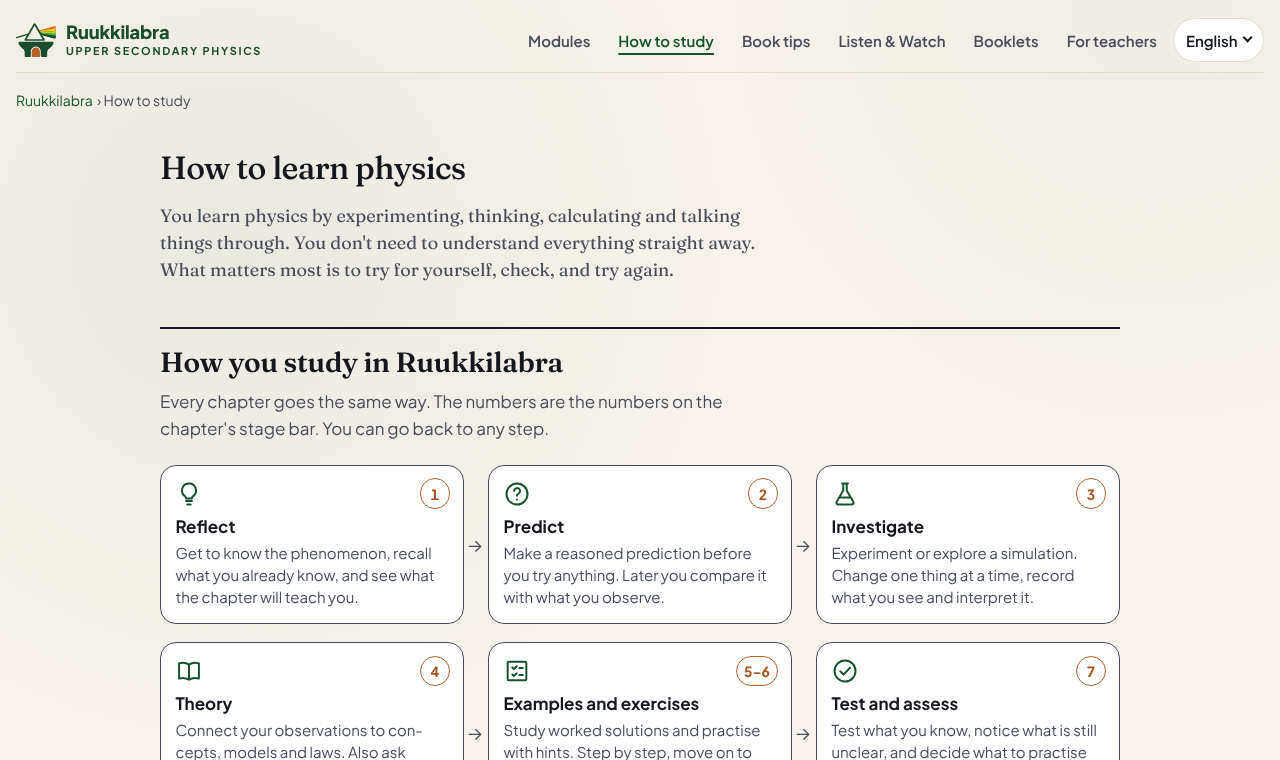 Ruukkilabra
UPPER SECONDARY PHYSICS
Modules
How to study
Book tips
Listen & Watch
Booklets
For teachers
English
Ruukkilabra › How to study
How to learn physics
You learn physics by experimenting, thinking, calculating and talking
things through. You don't need to understand everything straight away.
What matters most is to try for yourself, check, and try again.
How you study in Ruukkilabra
Every chapter goes the same way. The numbers are the numbers on the
chapter's stage bar. You can go back to any step.
1
Reflect
Get to know the phenomenon, recall
what you already know, and see what
the chapter will teach you.
→
2
Predict
Make a reasoned prediction before
you try anything. Later you compare it
with what you observe.
→
3
Investigate
Experiment or explore a simulation.
Change one thing at a time, record
what you see and interpret it.
4
Theory
Connect your observations to con-
cepts, models and laws. Also ask
→
5–6
Examples and exercises
Study worked solutions and practise
with hints. Step by step, move on to
→
7
Test and assess
Test what you know, notice what is still
unclear, and decide what to practise